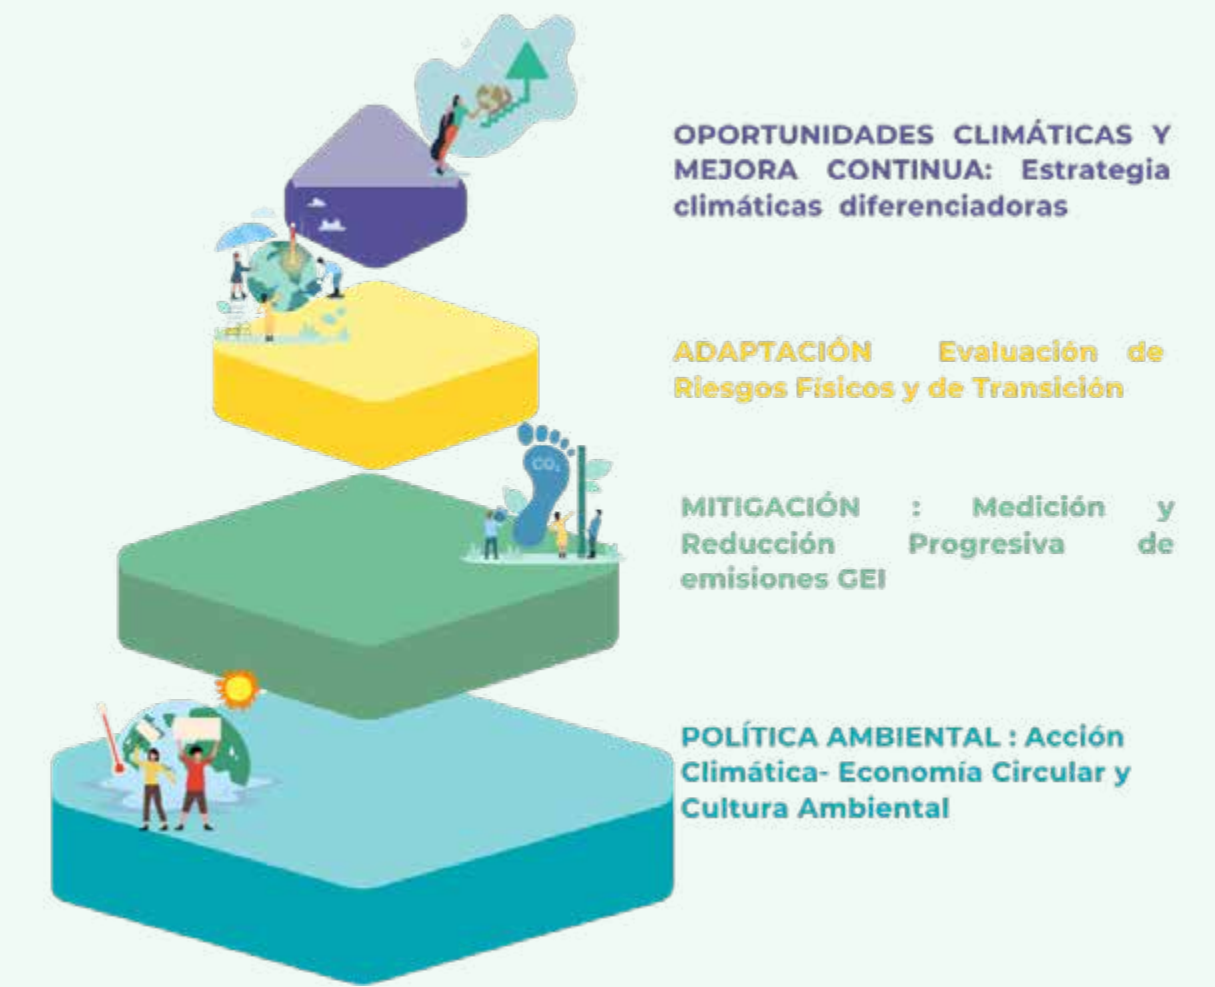 OPORTUNIDADES CLIMÁTICAS Y
MEJORA CONTINUA: Estrategia
climáticas diferenciadoras
ADAPTACIÓN Evaluación de
Riesgos Físicos y de Transición
CO₂
MITIGACIÓN : Medición y
Reducción Progresiva de
emisiones GEI
POLÍTICA AMBIENTAL : Acción
Climática- Economía Circular y
Cultura Ambiental